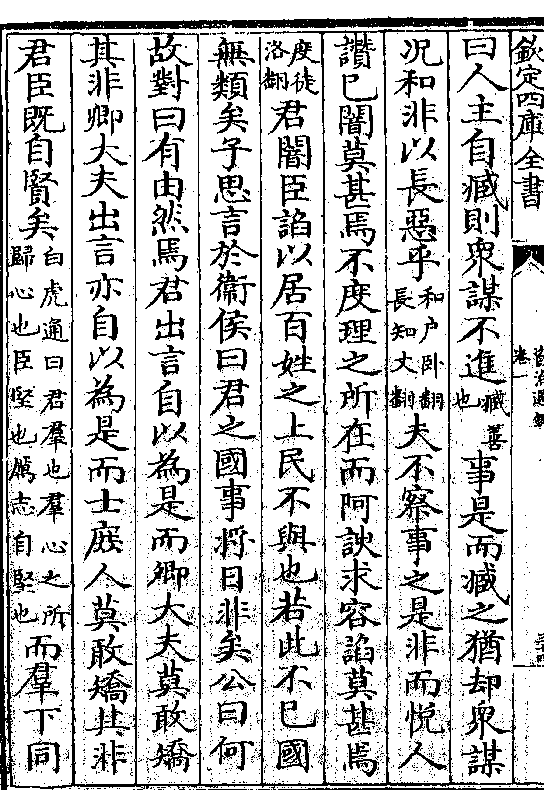 欽定四庫全書
卷一
曰人主自臧則衆謀不進臧善也事是而臧之猶却衆謀
况和非以長惡乎和户卧翻長知丈翻夫不察事之是非而悦人
讚已闇莫甚焉不度理之所在而阿諛求容諂莫甚焉
度徒洛翻君闇臣諂以居百姓之上民不與也若此不已國
無類矣子思言於衞侯曰君之國事將日非矣公曰何
故對曰有由然焉君出言自以為是而卿大夫莫敢矯
其非卿大夫出言亦自以為是而士庶人莫敢矯其非
君臣既自賢矣白虎通曰君羣也羣心之所歸心也臣堅也厲志自堅也而羣下同